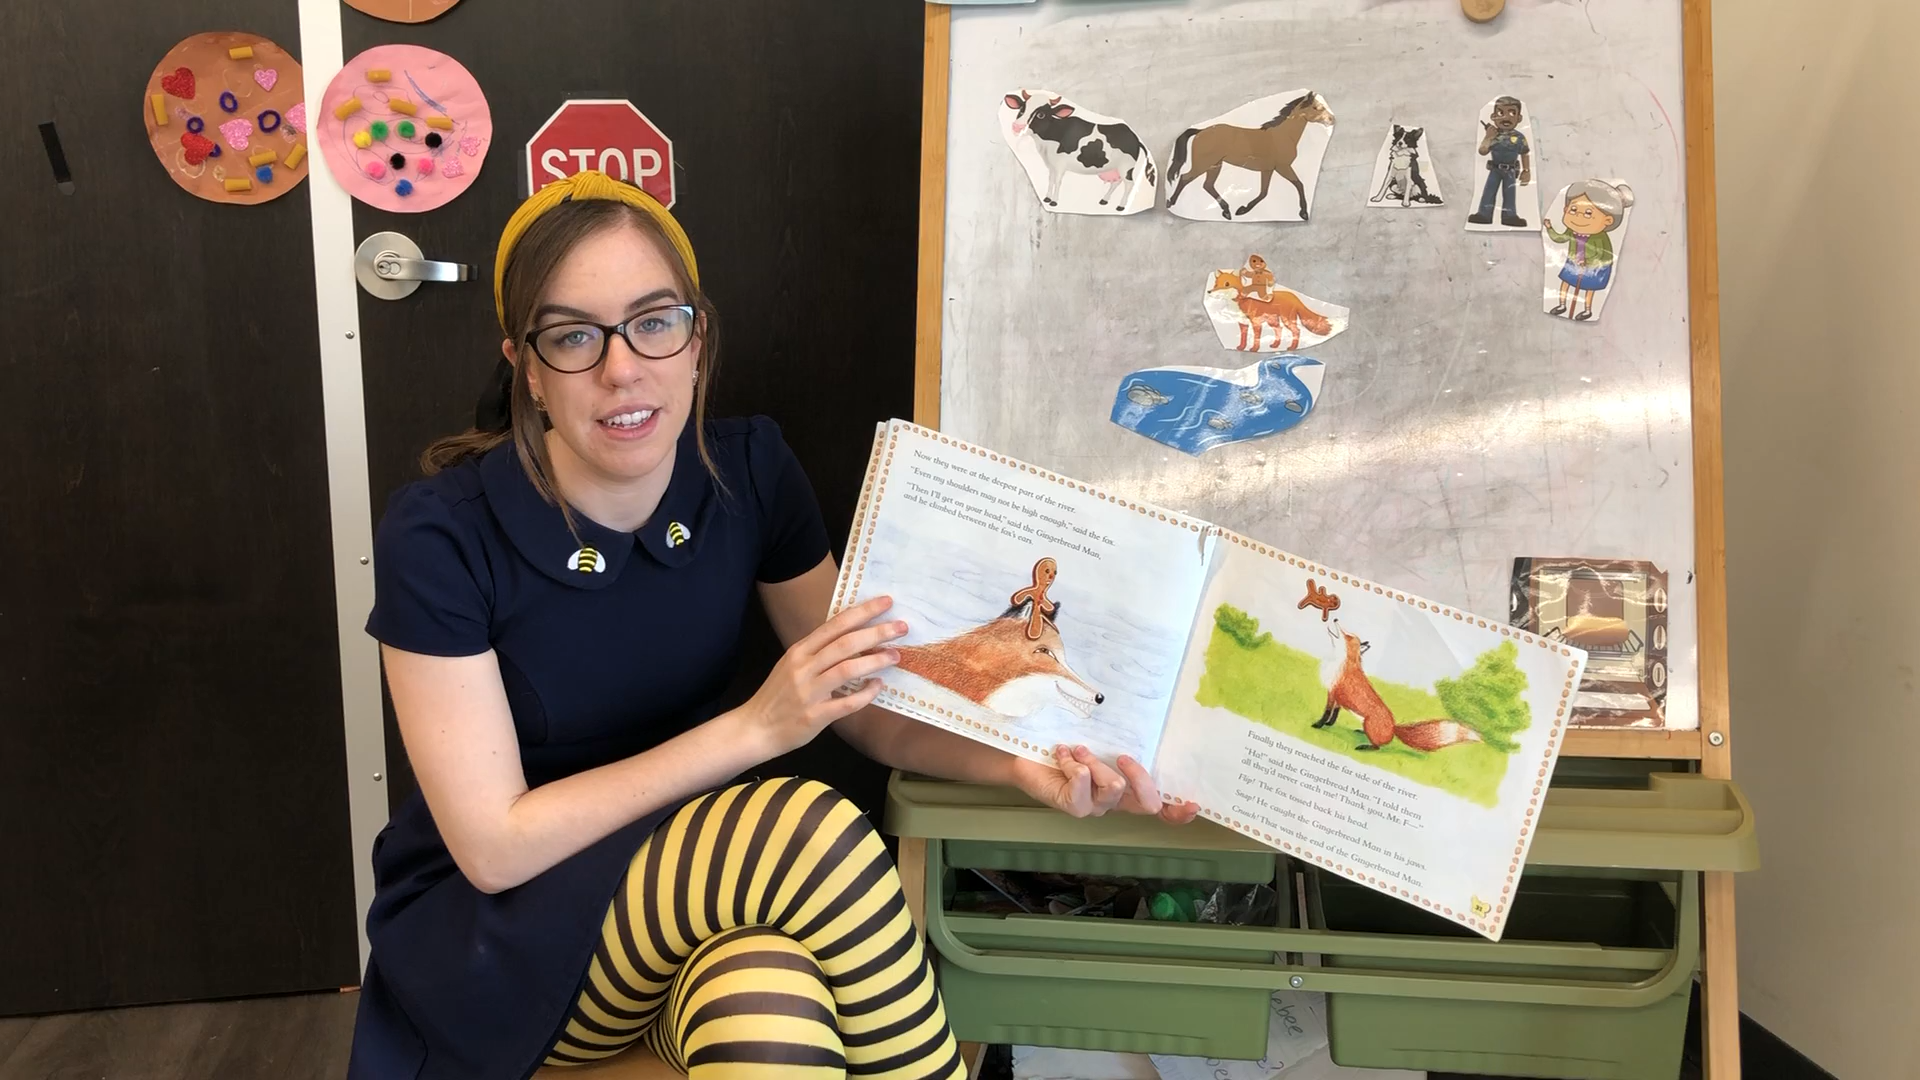 STOP
Now they were at the deepest part of the river.
"Even my shoulders may not be high enough," said the fox.
"Then I'll get on your head," said the Gingerbread Man,
and he climbed between the fox's ears.
Finally they reached the far side of the river.
"Ha!" said the Gingerbread Man. "I told them
all they'd never catch me! Thank you, Mr. F—"
Flip! The fox tossed back his head.
Snap! He caught the Gingerbread Man in his jaws.
Crunch! That was the end of the Gingerbread Man.
31